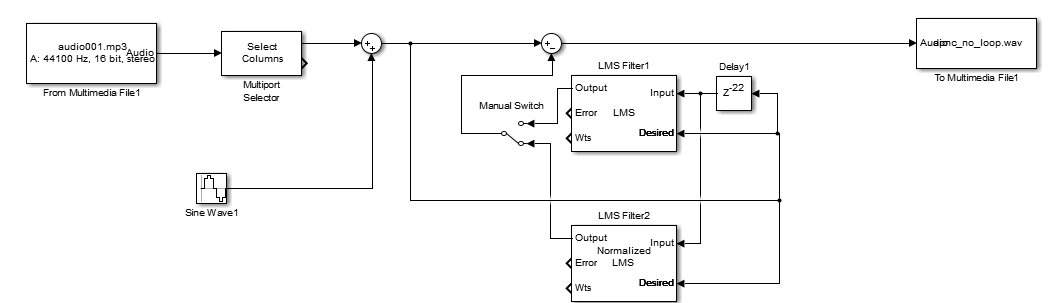 audio001.mp3
Audio
A: 44100 Hz, 16 bit, stereo
From Multimedia File1
Select
Columns
Multiport
Selector
+
+
+
−
Audio
anc_no_loop.wav
To Multimedia File1
Sine Wave1
Manual Switch
LMS Filter1
Output
Input
Error
LMS
Wts
Desired
Delay1
Z-22
LMS Filter2
Output
Input
Normalized
Error
LMS
Wts
Desired